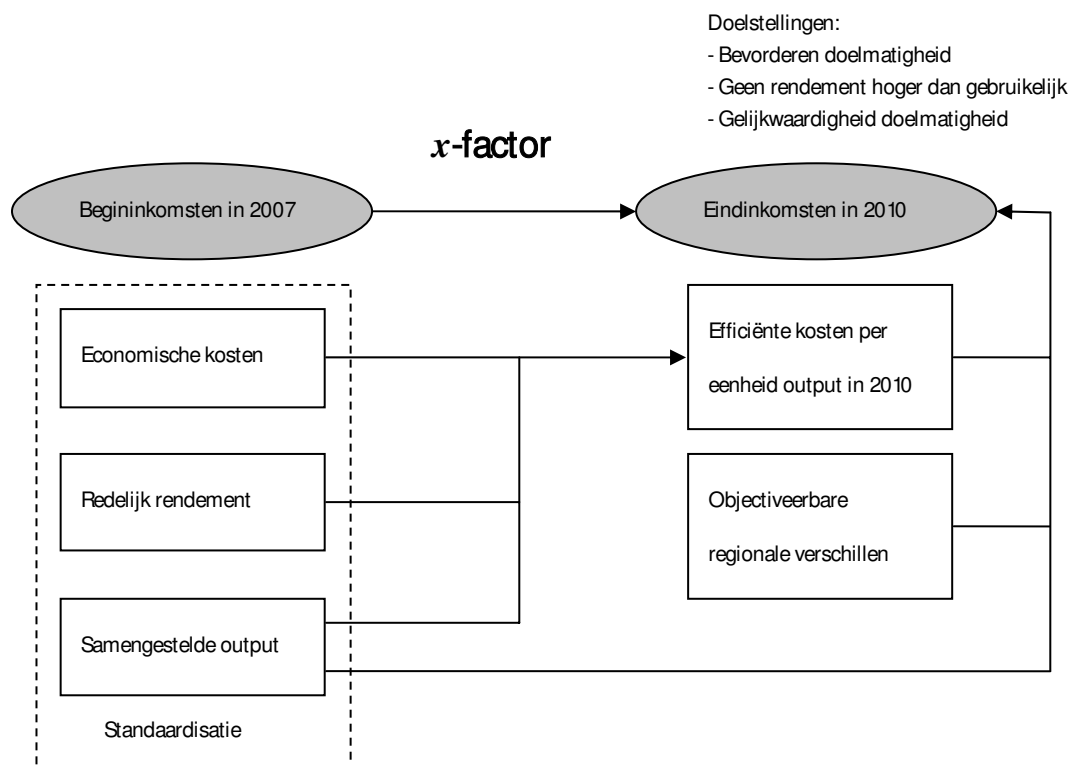 Doelstellingen:
- Bevorderen doelmatigheid
- Geen rendement hoger dan gebruikelijk
- Gelijkwaardigheid doelmatigheid
x-factor
Begininkomsten in 2007
Eindinkomsten in 2010
Economische kosten
Efficiënte kosten per
eenheid output in 2010
Redelijk rendement
Objectiveerbare
regionale verschillen
Samengestelde output
Standaardisatie